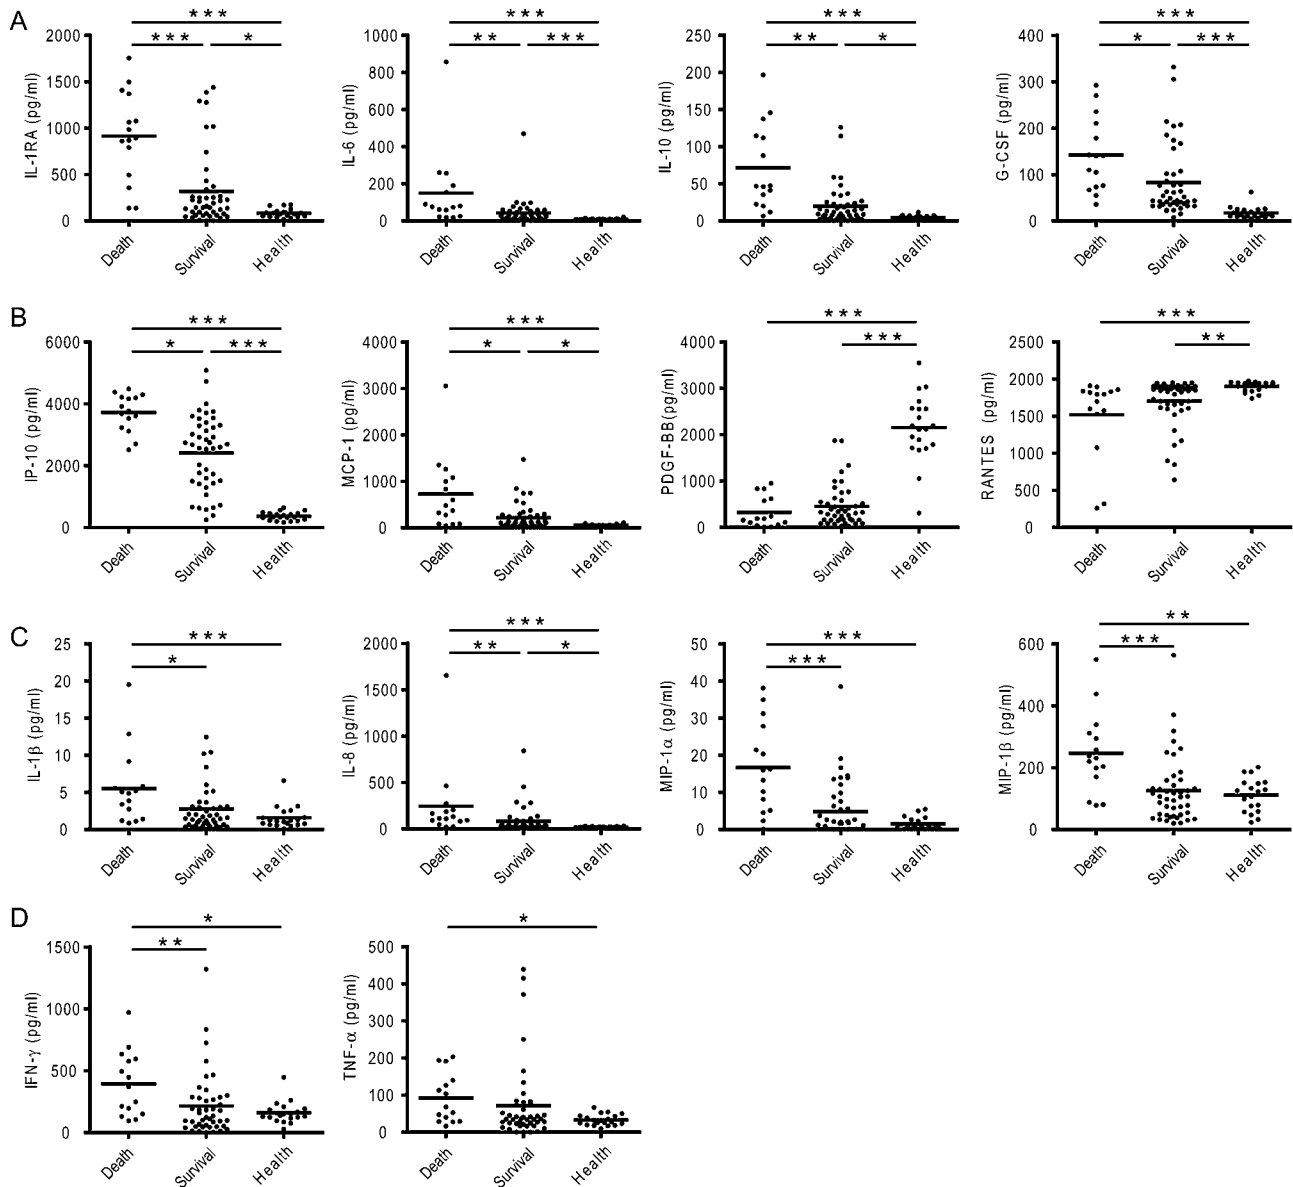 A
IL-1RA (pg/ml)
2000
1500
1000
500
0
***
***
*
Death
Survival
Health
IL-6 (pg/ml)
1000
800
600
400
200
0
***
**
***
Death
Survival
Health
IL-10 (pg/ml)
250
200
150
100
50
0
***
**
*
Death
Survival
Health
G-CSF (pg/ml)
400
300
200
100
0
***
*
***
Death
Survival
Health
B
IP-10 (pg/ml)
6000
4000
2000
0
***
*
***
Death
Survival
Health
MCP-1 (pg/ml)
4000
3000
2000
1000
0
***
*
*
Death
Survival
Health
PDGF-BB(pg/ml)
4000
3000
2000
1000
0
***
***
Death
Survival
Health
RANTES (pg/ml)
2500
2000
1500
1000
500
0
***
**
Death
Survival
Health
C
IL-1β (pg/ml)
25
20
15
10
5
0
***
*
Death
Survival
Health
IL-8 (pg/ml)
2000
1500
1000
500
0
***
**
*
Death
Survival
Health
MIP-1α (pg/ml)
50
40
30
20
10
0
***
***
Death
Survival
Health
MIP-1β (pg/ml)
600
400
200
0
**
***
Death
Survival
Health
D
IFN-γ (pg/ml)
1500
1000
500
0
*
**
Death
Survival
Health
TNF-α (pg/ml)
500
400
300
200
100
0
*
Death
Survival
Health